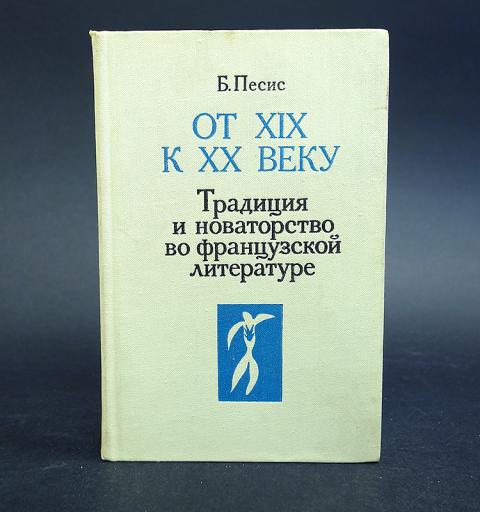 Б. Песис
ОТ XIX
К XX ВЕКУ
Традиция
и новаторство
во французской
литературе